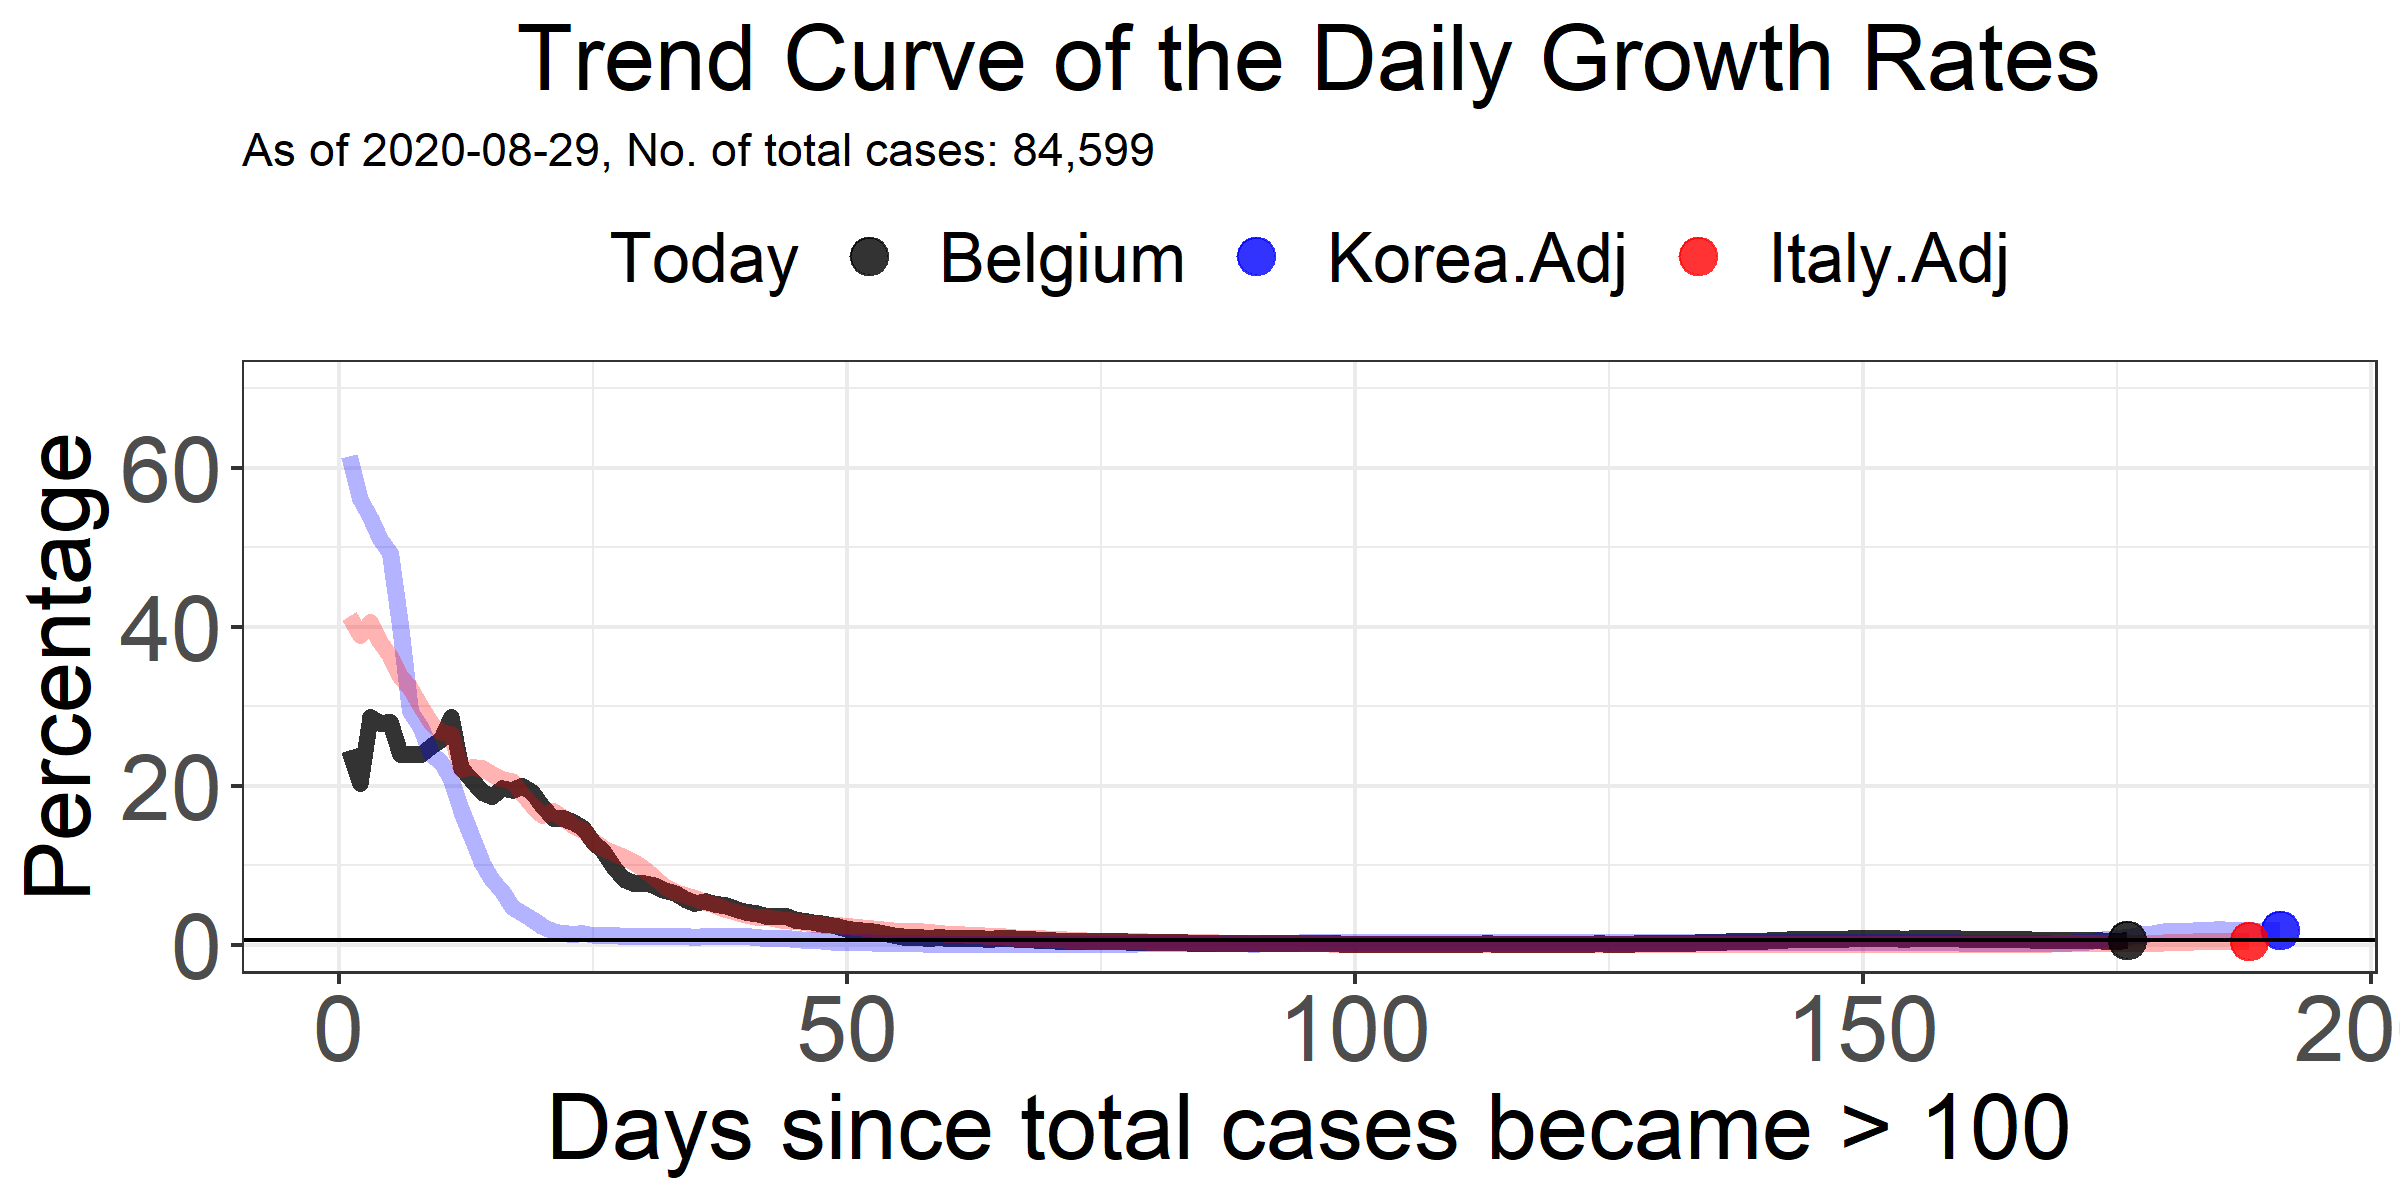 Trend Curve of the Daily Growth Rates
As of 2020-08-29, No. of total cases: 84,599
Today Belgium Korea.Adj Italy.Adj
Percentage
60
40
20
0
0 50 100 150 20
Days since total cases became > 100